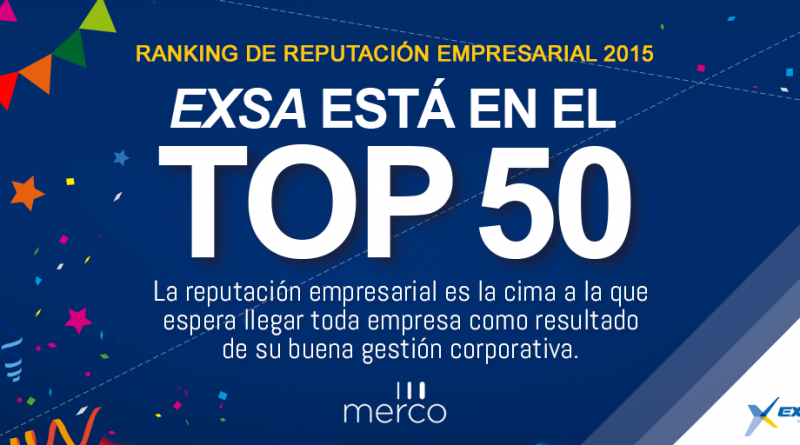 RANKING DE REPUTACIÓN EMPRESARIAL 2015
EXSA ESTÁ EN EL
TOP 50
La reputación empresarial es la cima a la que
espera llegar toda empresa como resultado
de su buena gestión corporativa.
merco
EX